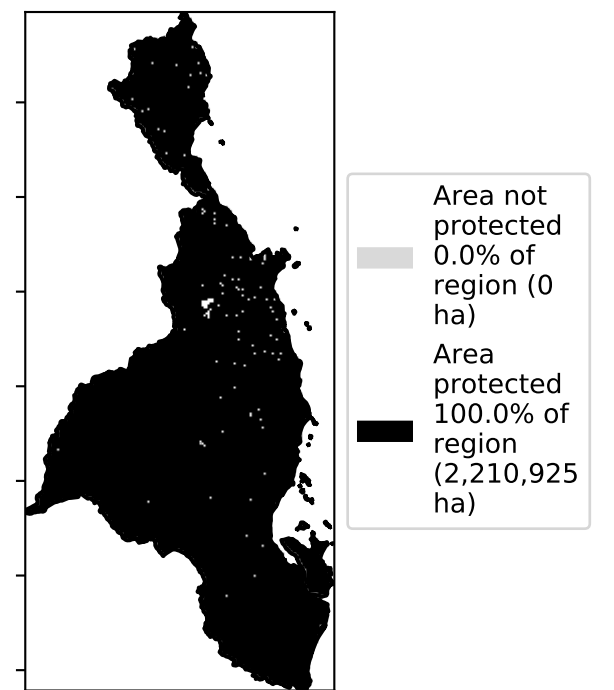 Area not
protected
0.0% of
region (0
ha)
Area
protected
100.0% of
region
(2,210,925
ha)